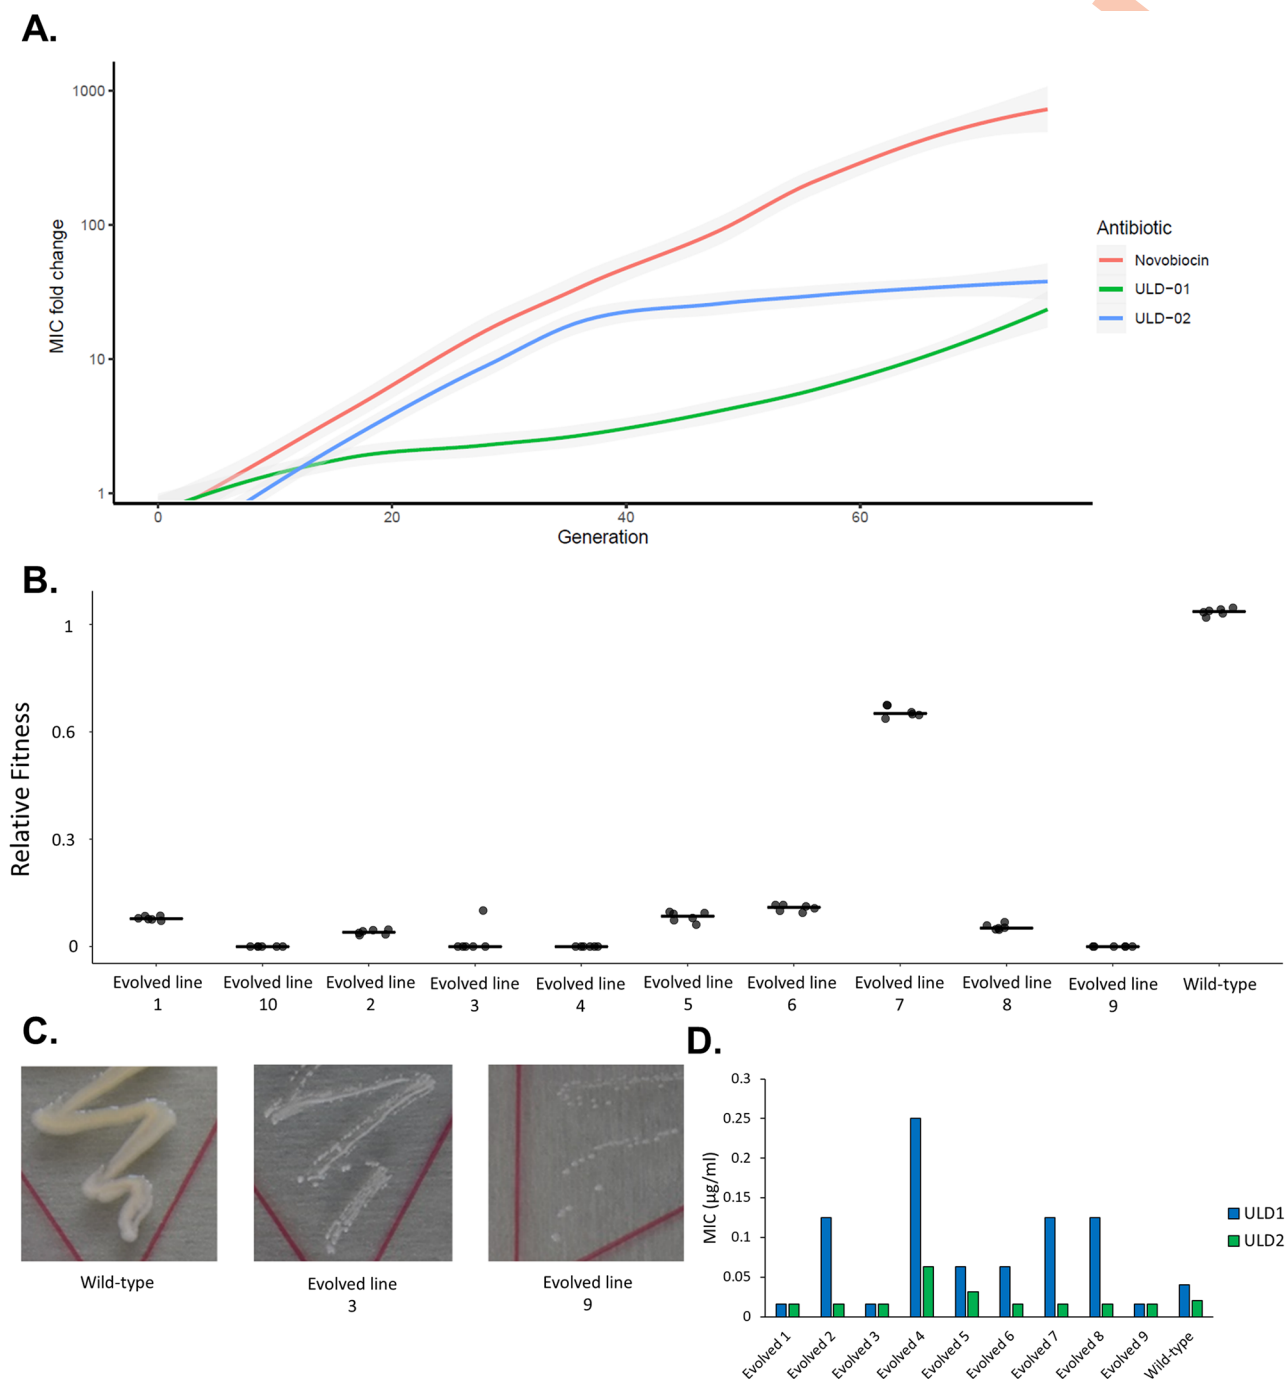 A.
MIC fold change
1000
100
10
1
0 20 40 60
Generation
Antibiotic
Novobiocin
ULD−01
ULD−02
B.
Relative Fitness
1
0.6
0.3
0
Evolved line 1
Evolved line 10
Evolved line 2
Evolved line 3
Evolved line 4
Evolved line 5
Evolved line 6
Evolved line 7
Evolved line 8
Evolved line 9
Wild-type
C.
Wild-type
Evolved line
3
Evolved line
9
D.
MIC (µg/ml)
0.3
0.25
0.2
0.15
0.1
0.05
0
Evolved 1
Evolved 2
Evolved 3
Evolved 4
Evolved 5
Evolved 6
Evolved 7
Evolved 8
Evolved 9
Wild-type
ULD1
ULD2